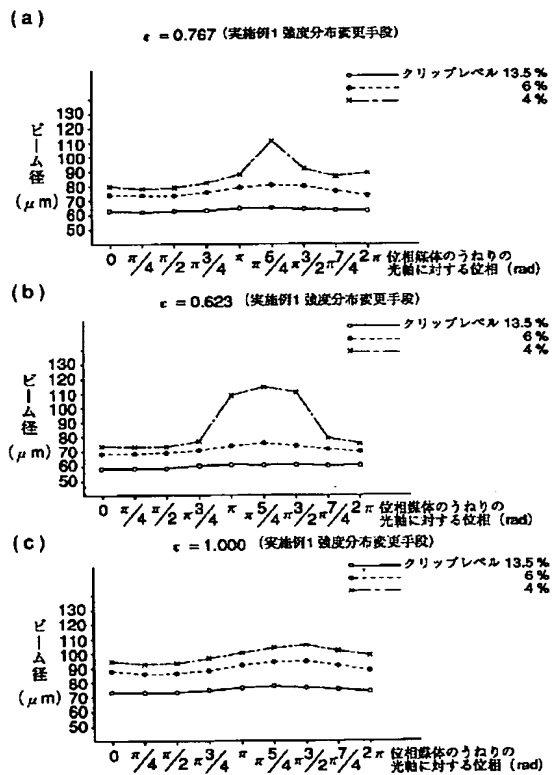 (a)
ε = 0.767 (実施例1 強度分布変更手段)
クリップレベル 13.5%
6%
4%
130
120
110
100
90
80
70
60
50
ビーム径
(μm)
0 π/4 π/2 π3/4 π π5/4 π3/2 π7/4 2π
位相媒体のうねりの
光軸に対する位相 (rad)
(b)
ε = 0.623 (実施例1 強度分布変更手段)
クリップレベル 13.5%
6%
4%
130
120
110
100
90
80
70
60
50
ビーム径
(μm)
0 π/4 π/2 π3/4 π π5/4 π3/2 π7/4 2π
位相媒体のうねりの
光軸に対する位相 (rad)
(c)
ε = 1.000 (実施例1 強度分布変更手段)
クリップレベル 13.5%
6%
4%
130
120
110
100
90
80
70
60
50
ビーム径
(μm)
0 π/4 π/2 π3/4 π π5/4 π3/2 π7/4 2π
位相媒体のうねりの
光軸に対する位相 (rad)